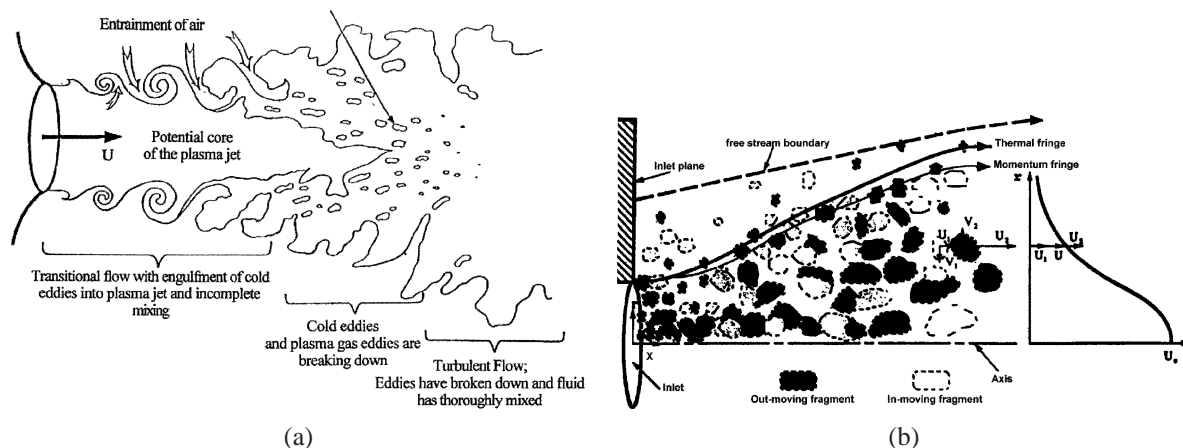 Entrainment of air
U
Potential core
of the plasma jet
Transitional flow with engulfment of cold
eddies into plasma jet and incomplete
mixing
Cold eddies
and plasma gas eddies are
breaking down
Turbulent Flow;
Eddies have broken down and fluid
has thoroughly mixed
(a)
Inlet plane
free stream boundary
Thermal fringe
Momentum fringe
r
V₂
U₁
U₂
V₁
U₁ U U₂
X
Inlet
Axis
Uₒ
Out-moving fragment
In-moving fragment
(b)